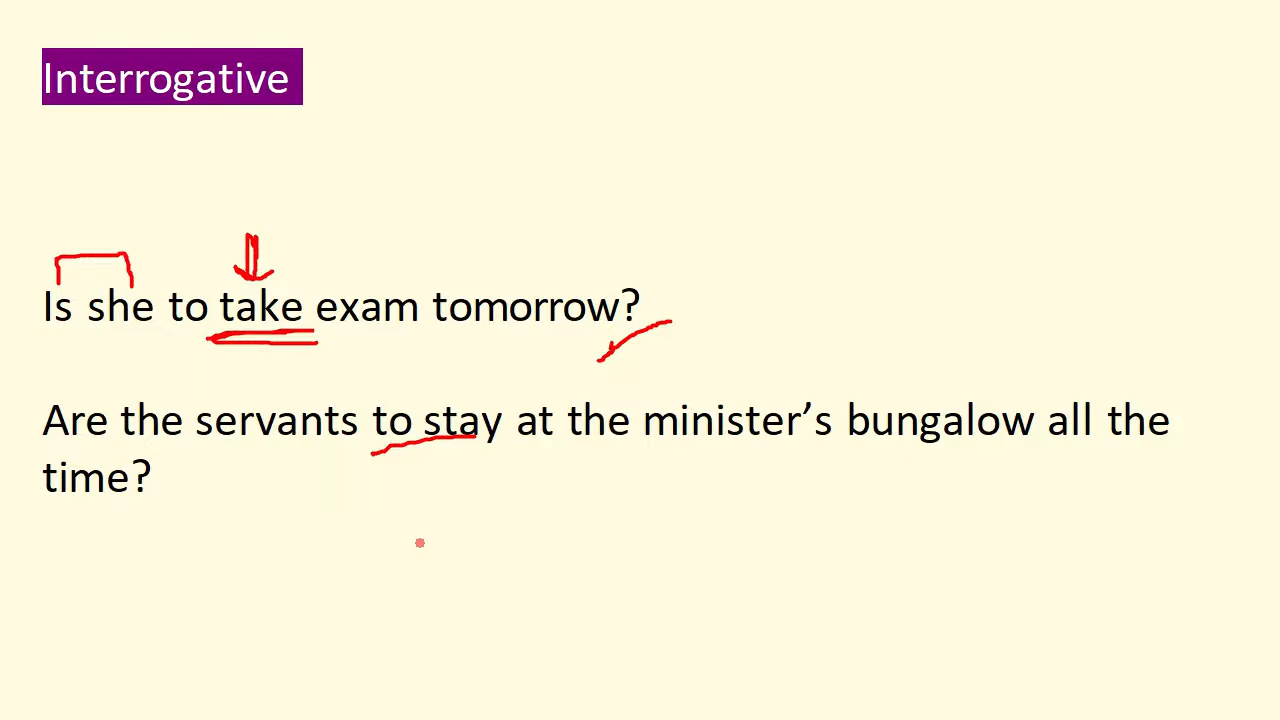 Interrogative
Is she to take exam tomorrow?
Are the servants to stay at the minister’s bungalow all the
time?